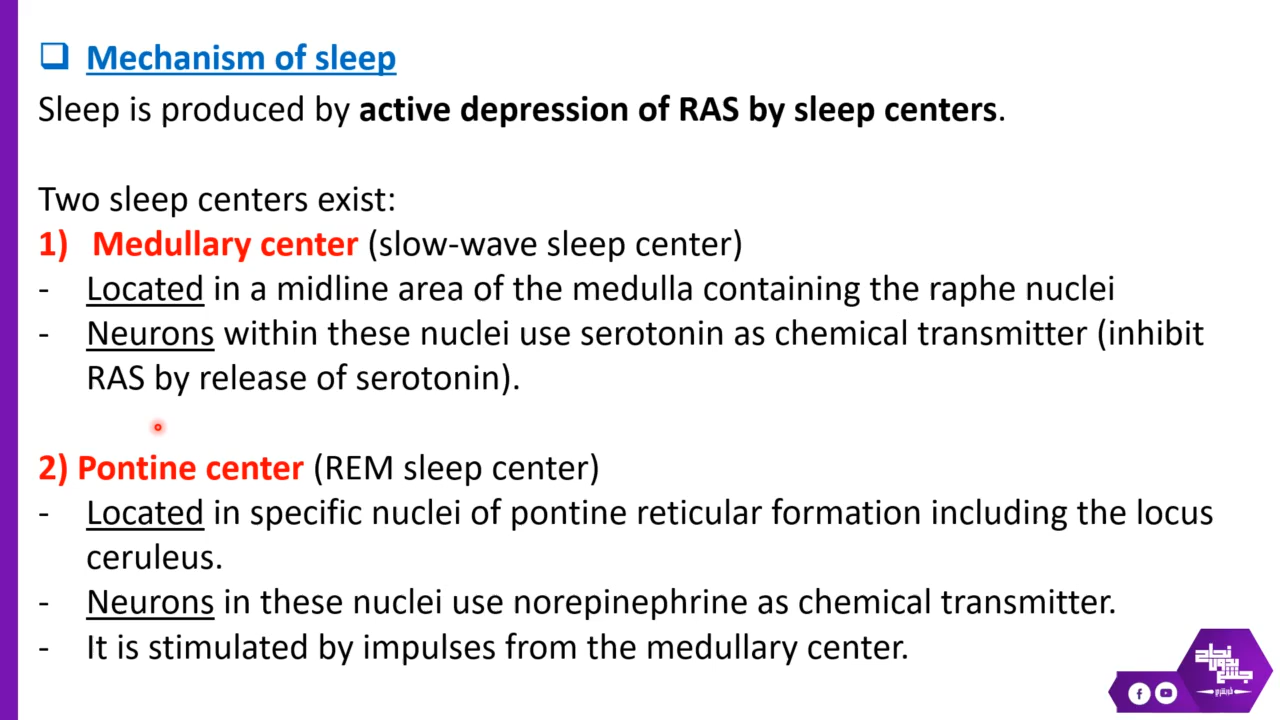 Mechanism of sleep
Sleep is produced by active depression of RAS by sleep centers.
Two sleep centers exist:
1) Medullary center (slow-wave sleep center)
- Located in a midline area of the medulla containing the raphe nuclei
- Neurons within these nuclei use serotonin as chemical transmitter (inhibit
RAS by release of serotonin).
2) Pontine center (REM sleep center)
- Located in specific nuclei of pontine reticular formation including the locus
ceruleus.
- Neurons in these nuclei use norepinephrine as chemical transmitter.
- It is stimulated by impulses from the medullary center.